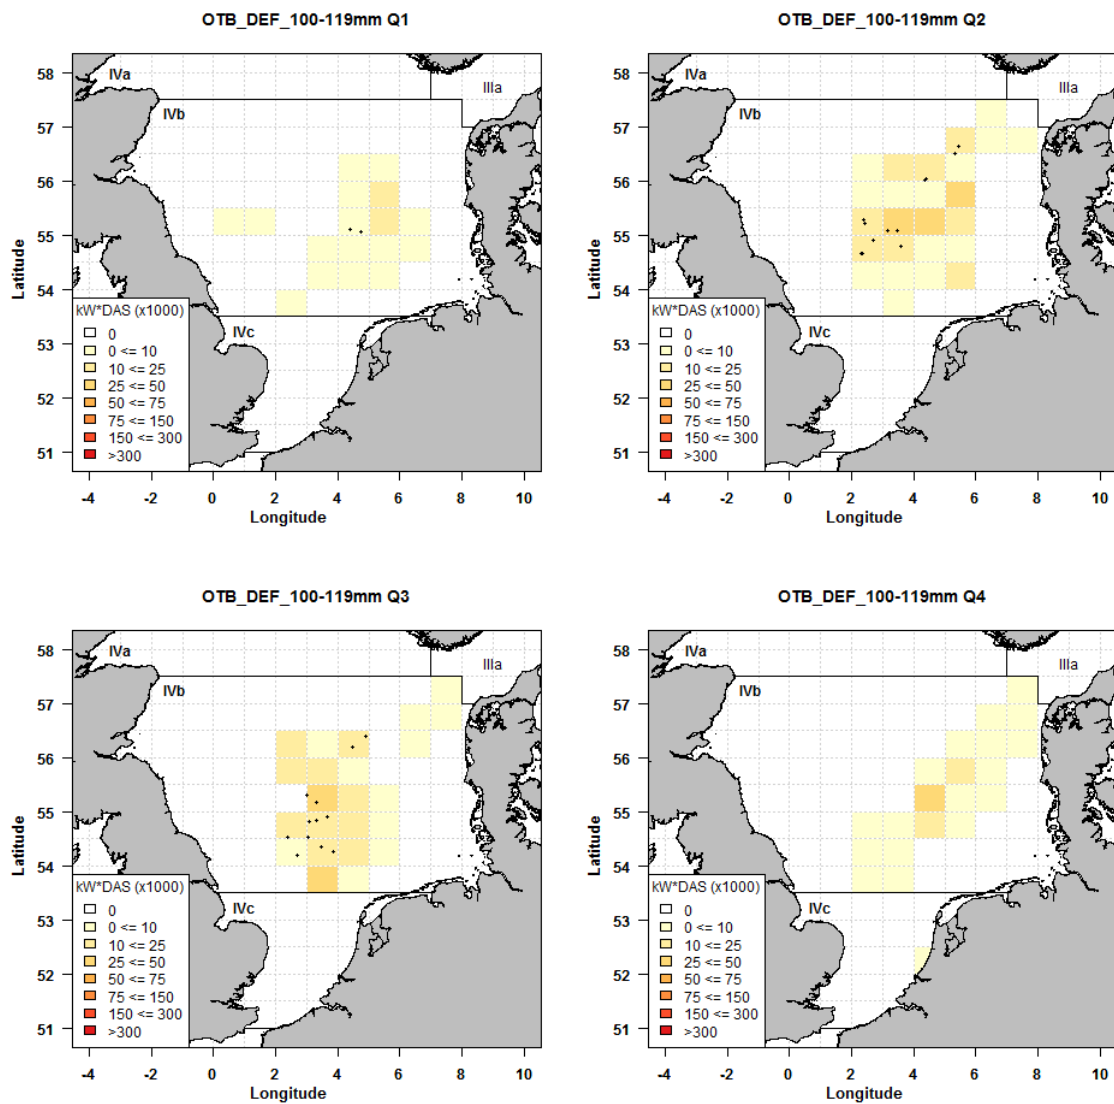 OTB_DEF_100-119mm Q1
58
57
56
55
54
53
52
51
Latitude
IVa
IIIa
IVb
IVc
kW*DAS (x1000)
0
0 <= 10
10 <= 25
25 <= 50
50 <= 75
75 <= 150
150 <= 300
>300
-4 -2 0 2 4 6 8 10
Longitude
OTB_DEF_100-119mm Q2
58
57
56
55
54
53
52
51
Latitude
IVa
IIIa
IVb
IVc
kW*DAS (x1000)
0
0 <= 10
10 <= 25
25 <= 50
50 <= 75
75 <= 150
150 <= 300
>300
-4 -2 0 2 4 6 8 10
Longitude
OTB_DEF_100-119mm Q3
58
57
56
55
54
53
52
51
Latitude
IVa
IIIa
IVb
IVc
kW*DAS (x1000)
0
0 <= 10
10 <= 25
25 <= 50
50 <= 75
75 <= 150
150 <= 300
>300
-4 -2 0 2 4 6 8 10
Longitude
OTB_DEF_100-119mm Q4
58
57
56
55
54
53
52
51
Latitude
IVa
IIIa
IVb
IVc
kW*DAS (x1000)
0
0 <= 10
10 <= 25
25 <= 50
50 <= 75
75 <= 150
150 <= 300
>300
-4 -2 0 2 4 6 8 10
Longitude